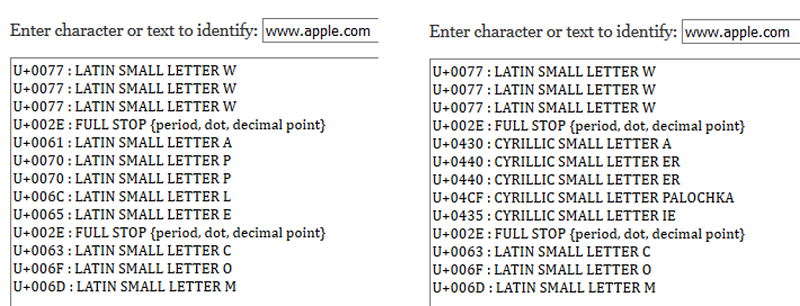 Enter character or text to identify: www.apple.com
U+0077 : LATIN SMALL LETTER W
U+0077 : LATIN SMALL LETTER W
U+0077 : LATIN SMALL LETTER W
U+002E : FULL STOP {period, dot, decimal point}
U+0061 : LATIN SMALL LETTER A
U+0070 : LATIN SMALL LETTER P
U+0070 : LATIN SMALL LETTER P
U+006C : LATIN SMALL LETTER L
U+0065 : LATIN SMALL LETTER E
U+002E : FULL STOP {period, dot, decimal point}
U+0063 : LATIN SMALL LETTER C
U+006F : LATIN SMALL LETTER O
U+006D : LATIN SMALL LETTER M
Enter character or text to identify: www.аррӏе.com
U+0077 : LATIN SMALL LETTER W
U+0077 : LATIN SMALL LETTER W
U+0077 : LATIN SMALL LETTER W
U+002E : FULL STOP {period, dot, decimal point}
U+0430 : CYRILLIC SMALL LETTER A
U+0440 : CYRILLIC SMALL LETTER ER
U+0440 : CYRILLIC SMALL LETTER ER
U+04CF : CYRILLIC SMALL LETTER PALOCHKA
U+0435 : CYRILLIC SMALL LETTER IE
U+002E : FULL STOP {period, dot, decimal point}
U+0063 : LATIN SMALL LETTER C
U+006F : LATIN SMALL LETTER O
U+006D : LATIN SMALL LETTER M